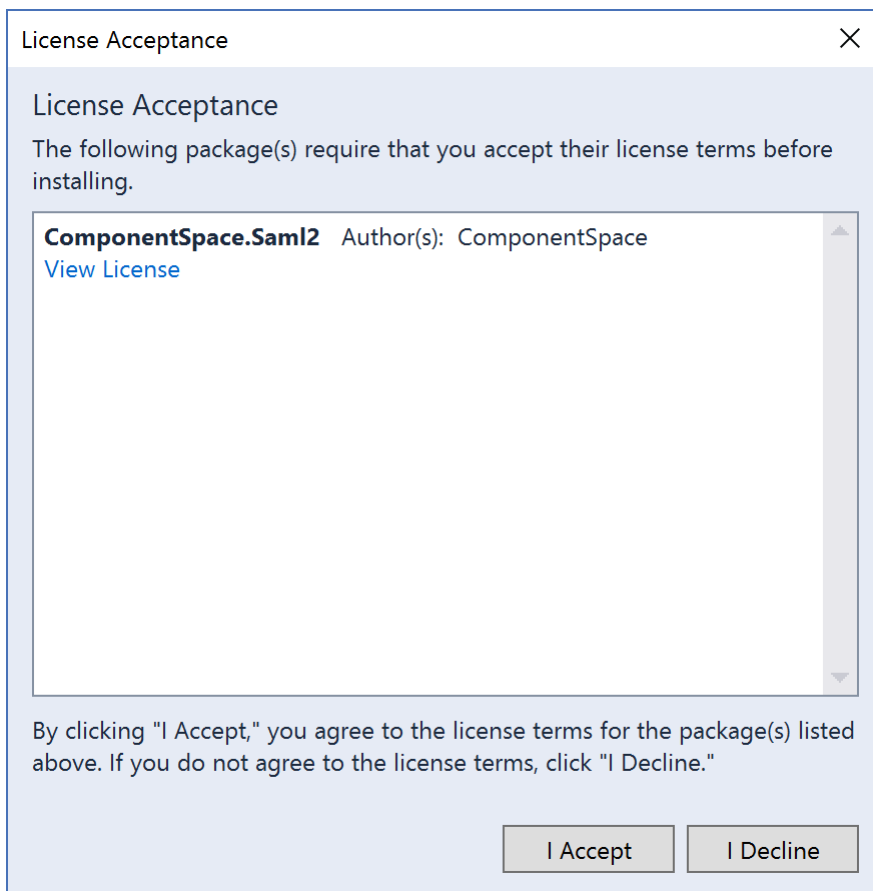 License Acceptance
License Acceptance
The following package(s) require that you accept their license terms before
installing.
ComponentSpace.Saml2 Author(s): ComponentSpace
View License
By clicking "I Accept," you agree to the license terms for the package(s) listed
above. If you do not agree to the license terms, click "I Decline."
I Accept I Decline